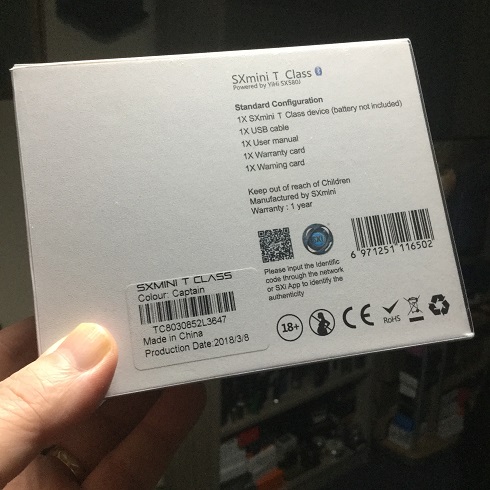 SXmini T Class
Powered by YiHi SX580J
Standard Configuration
1X SXmini T Class device (battery not included)
1X USB cable
1X User manual
1X Warranty card
1X Warning card
Keep out of reach of Children
Manufactured by SXmini
Warranty : 1 year
SXi
6 971251 116502
Please input the Identific
code through the network
or SXi App to Identify the
authenticity
SXMINI T CLASS
Colour: Captain
TC8030852L3647
Made in China
Production Date:2018/3/8
18+
CE
RoHS